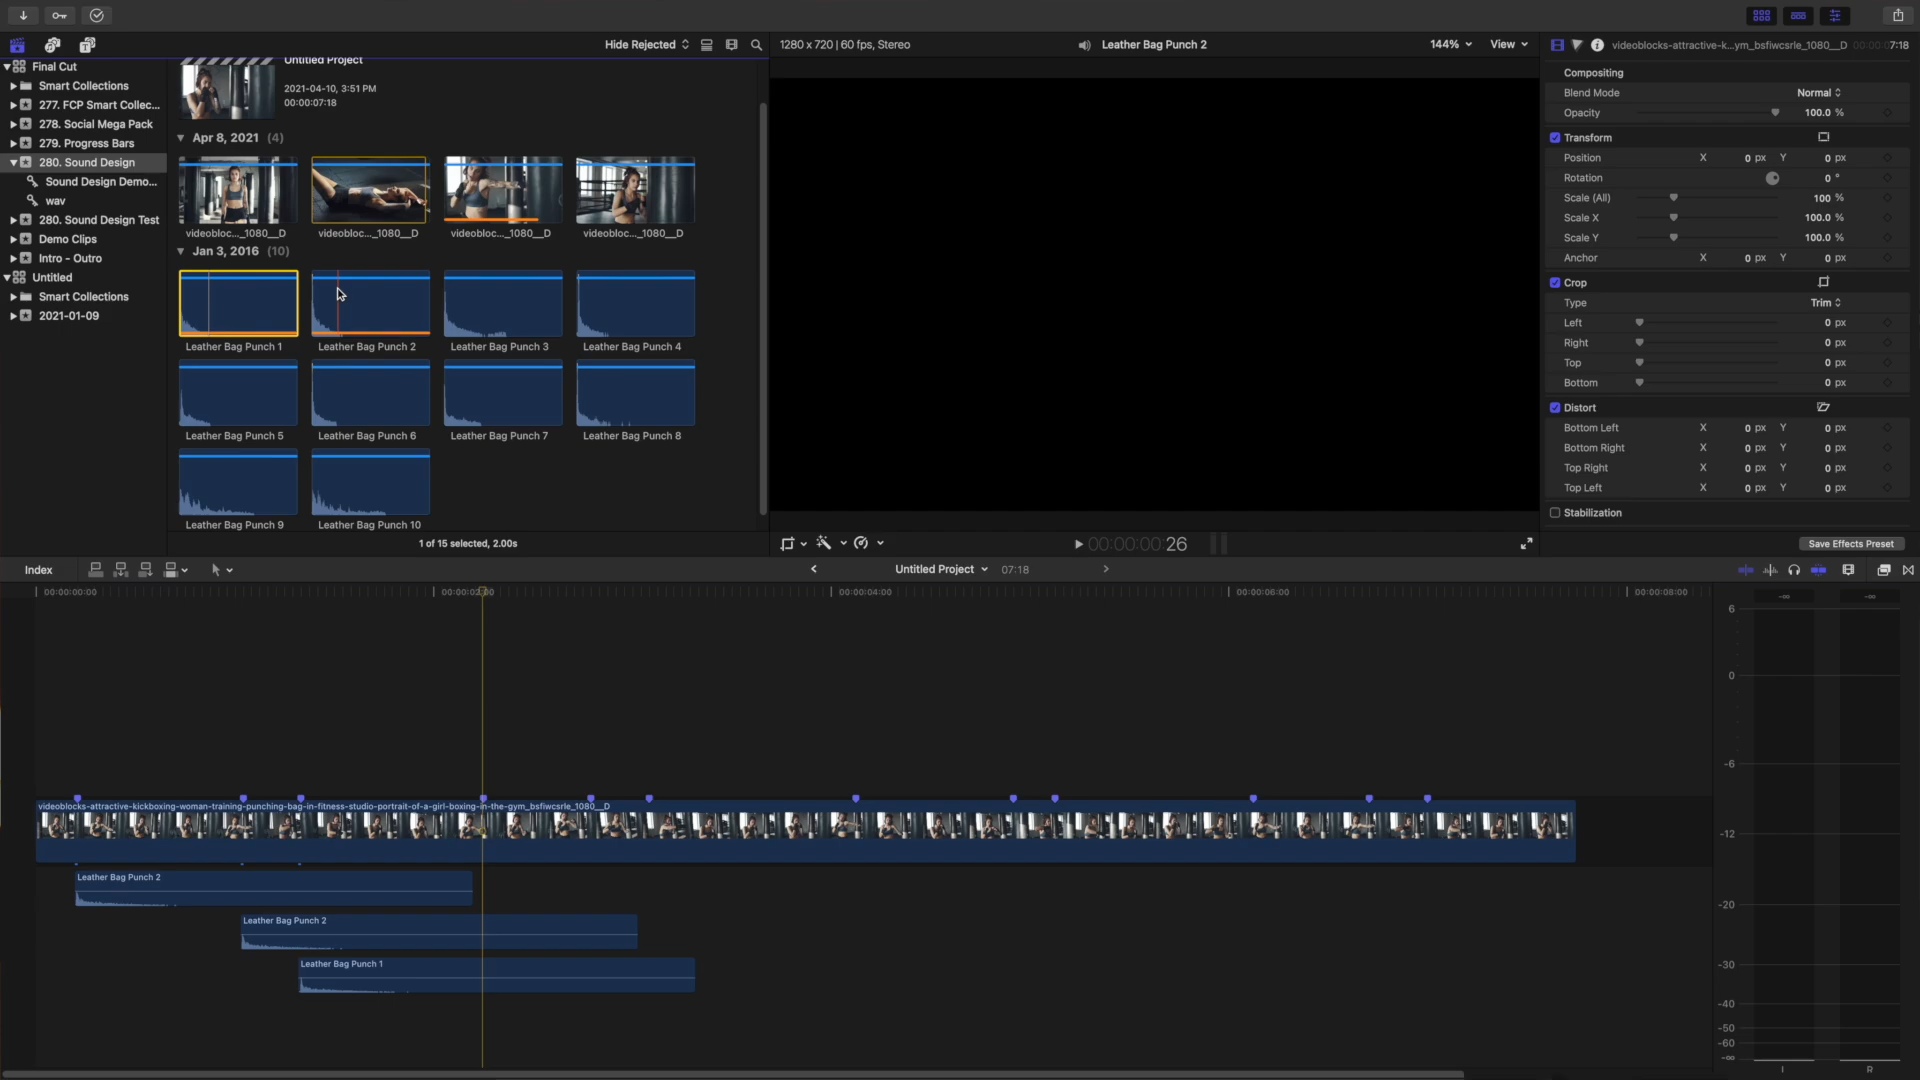 Hide Rejected
1280 x 720 | 60 fps, Stereo
Leather Bag Punch 2
144%
View
videoblocks-attractive-k...ym_bsfiwcsrle_1080__D
7:18
Final Cut
Smart Collections
277. FCP Smart Collec...
278. Social Mega Pack
279. Progress Bars
280. Sound Design
Sound Design Demo...
wav
280. Sound Design Test
Demo Clips
Intro - Outro
Untitled
Smart Collections
2021-01-09
Untitled Project
2021-04-10, 3:51 PM
00:00:07:18
Apr 8, 2021 (4)
videobloc..._1080__D
videobloc..._1080__D
videobloc..._1080__D
videobloc..._1080__D
Jan 3, 2016 (10)
Leather Bag Punch 1
Leather Bag Punch 2
Leather Bag Punch 3
Leather Bag Punch 4
Leather Bag Punch 5
Leather Bag Punch 6
Leather Bag Punch 7
Leather Bag Punch 8
Leather Bag Punch 9
Leather Bag Punch 10
1 of 15 selected, 2.00s
00:00:00:26
Compositing
Blend Mode Normal
Opacity 100.0 %
Transform
Position X 0 px Y 0 px
Rotation 0 °
Scale (All) 100 %
Scale X 100.0 %
Scale Y 100.0 %
Anchor X 0 px Y 0 px
Crop
Type Trim
Left 0 px
Right 0 px
Top 0 px
Bottom 0 px
Distort
Bottom Left X 0 px Y 0 px
Bottom Right X 0 px Y 0 px
Top Right X 0 px Y 0 px
Top Left X 0 px Y 0 px
Stabilization
Save Effects Preset
Index
Untitled Project
07:18
00:00:00:00
00:00:02:00
00:00:04:00
00:00:06:00
00:00:08:00
videoblocks-attractive-kickboxing-woman-training-punching-bag-in-fitness-studio-portrait-of-a-girl-boxing-in-the-gym_bsfiwcsrle_1080__D
Leather Bag Punch 2
Leather Bag Punch 2
Leather Bag Punch 1
-∞ -∞
6
0
-6
-12
-20
-30
-40
-50
-60
-∞
L R